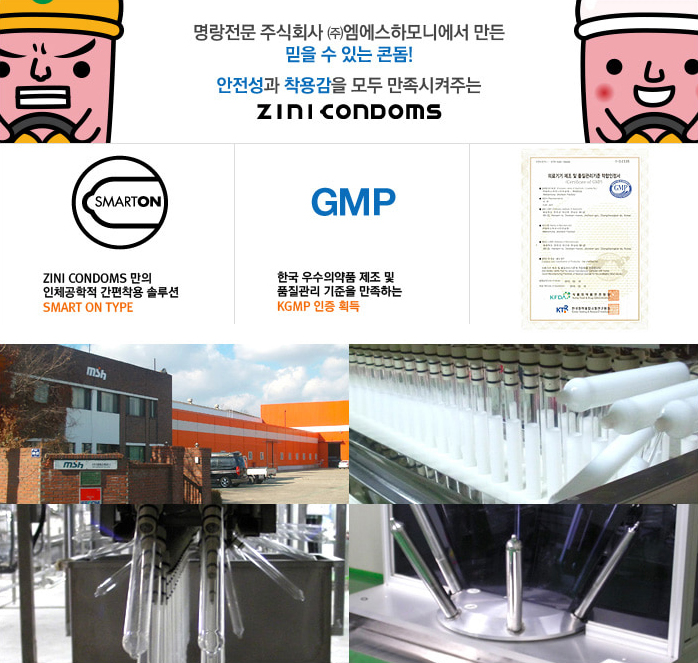 명랑전문 주식회사 ㈜엠에스하모니에서 만든
믿을 수 있는 콘돔!
안전성과 착용감을 모두 만족시켜주는
ZINI CONDOMS
SMARTON
GMP
의료기기 제조 및 품질관리기준 적합인정서
GMP
ZINI CONDOMS 만의
인체공학적 간편착용 솔루션
SMART ON TYPE
한국 우수의약품 제조 및
품질관리 기준을 만족하는
KGMP 인증 획득
KTR
msh
msh